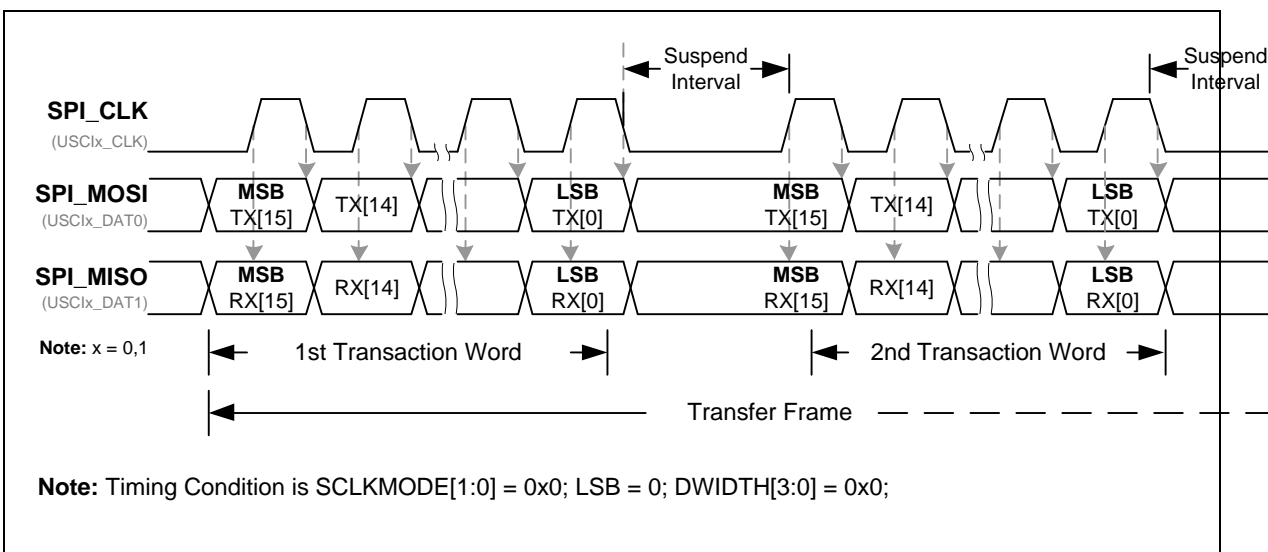 Suspend
Interval
Suspend
Interval
SPI_CLK
(USCIx_CLK)
SPI_MOSI
(USCIx_DAT0)
MSB
TX[15]
TX[14]
LSB
TX[0]
MSB
TX[15]
TX[14]
LSB
TX[0]
SPI_MISO
(USCIx_DAT1)
MSB
RX[15]
RX[14]
LSB
RX[0]
MSB
RX[15]
RX[14]
LSB
RX[0]
Note: x = 0,1
1st Transaction Word
2nd Transaction Word
Transfer Frame
Note: Timing Condition is SCLKMODE[1:0] = 0x0; LSB = 0; DWIDTH[3:0] = 0x0;